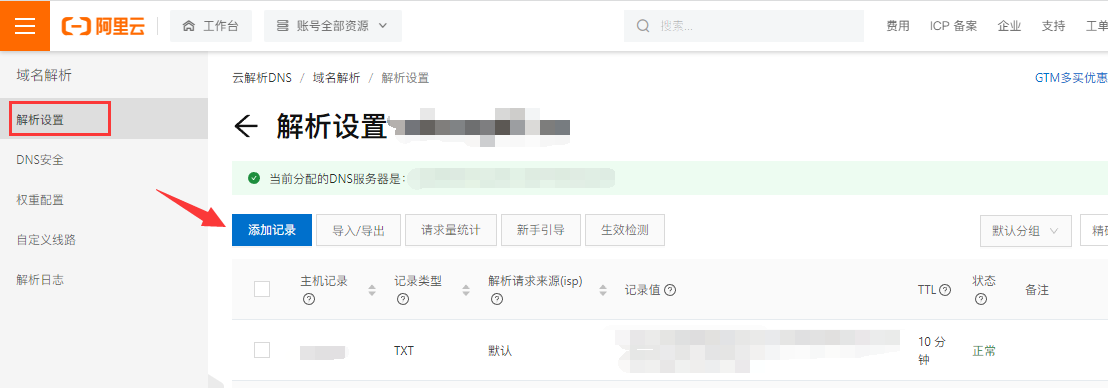 阿里云 工作台 账号全部资源 搜索... 费用 ICP 备案 企业 支持 工单
域名解析
解析设置
DNS安全
权重配置
自定义线路
解析日志
云解析DNS / 域名解析 / 解析设置 GTM多买优惠
解析设置
当前分配的DNS服务器是:
添加记录 导入/导出 请求量统计 新手引导 生效检测 默认分组 精确
主机记录 记录类型 解析请求来源(isp) 记录值 TTL 状态 备注
TXT 默认 10 分 正常
钟